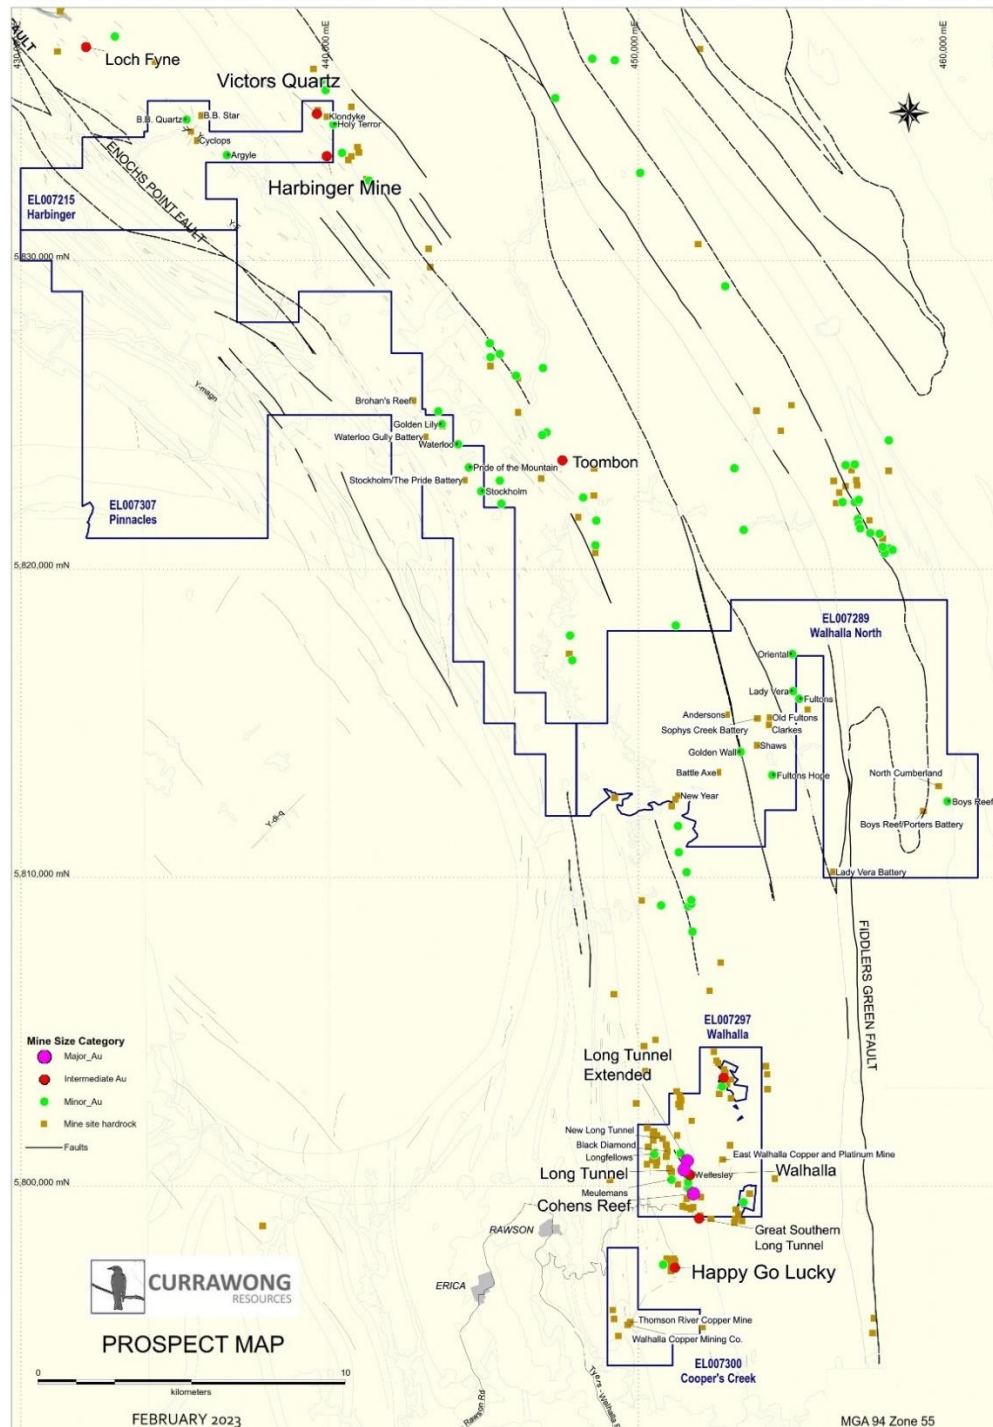 430,
440,000 mE
450,000 mE
460,000 mE
FAULT
Loch Fyne
Victors Quartz
B.B. Quartz
B.B. Star
Klondyke
Holy Terror
Cyclops
Argyle
Harbinger Mine
ENOCHS POINT FAULT
EL007215
Harbinger
5,830,000 mN
Y-magn
Brohan's Reef
Golden Lily
Waterloo Gully Battery
Waterloo
Toombon
Pride of the Mountain
Stockholm/The Pride Battery
Stockholm
EL007307
Pinnacles
5,820,000 mN
EL007289
Walhalla North
Oriental
Lady Vera
Fultons
Andersons
Old Fultons
Sophys Creek Battery
Clarkes
Shaws
Golden Wall
Battle Axe
Fultons Hope
North Cumberland
New Year
Boys Reef
Boys Reef/Porters Battery
Y-di-q
5,810,000 mN
Lady Vera Battery
FIDDLERS GREEN FAULT
EL007297
Walhalla
Mine Size Category
Major_Au
Intermediate Au
Minor_Au
Mine site hardrock
Faults
Long Tunnel
Extended
New Long Tunnel
Black Diamond
Longfellows
East Walhalla Copper and Platinum Mine
Long Tunnel
Wellesley
Walhalla
5,800,000 mN
Meulemans
Cohens Reef
Great Southern
Long Tunnel
RAWSON
ERICA
Happy Go Lucky
Thomson River Copper Mine
Walhalla Copper Mining Co.
EL007300
Cooper's Creek
CURRAWONG
RESOURCES
PROSPECT MAP
0 10
kilometers
Tyers - Walhalla
Rawson Rd
FEBRUARY 2023
MGA 94 Zone 55